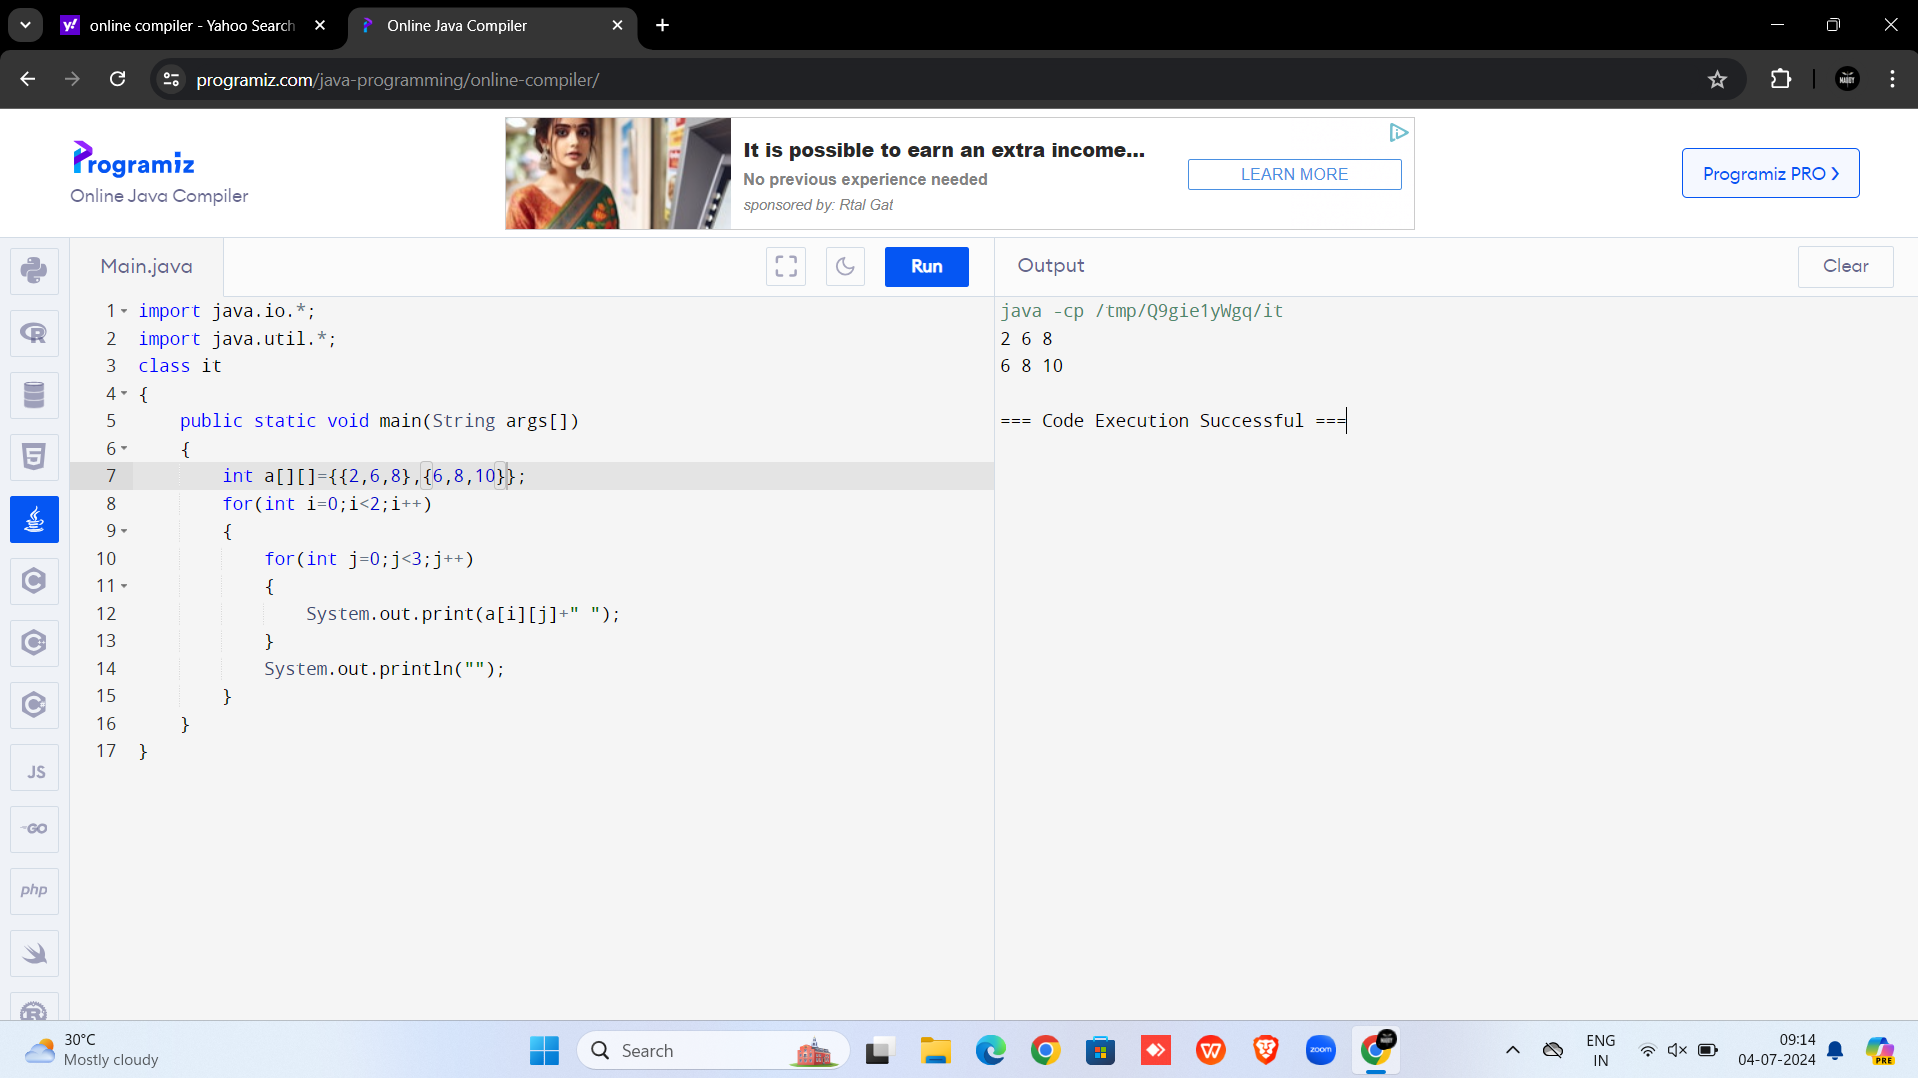 online compiler - Yahoo Search
Online Java Compiler
programiz.com/java-programming/online-compiler/
Programiz
Online Java Compiler
It is possible to earn an extra income...
No previous experience needed
sponsored by: Rtal Gat
LEARN MORE
Programiz PRO
Main.java
Run
Output
Clear
1 import java.io.*;
2 import java.util.*;
3 class it
4 {
5 public static void main(String args[])
6 {
7 int a[][]={{2,6,8},{6,8,10}};
8 for(int i=0;i<2;i++)
9 {
10 for(int j=0;j<3;j++)
11 {
12 System.out.print(a[i][j]+" ");
13 }
14 System.out.println("");
15 }
16 }
17 }
java -cp /tmp/Q9gie1yWgq/it
2 6 8
6 8 10
=== Code Execution Successful ===
JS
GO
php
30°C
Mostly cloudy
Search
zoom
ENG
IN
09:14
04-07-2024
PRE